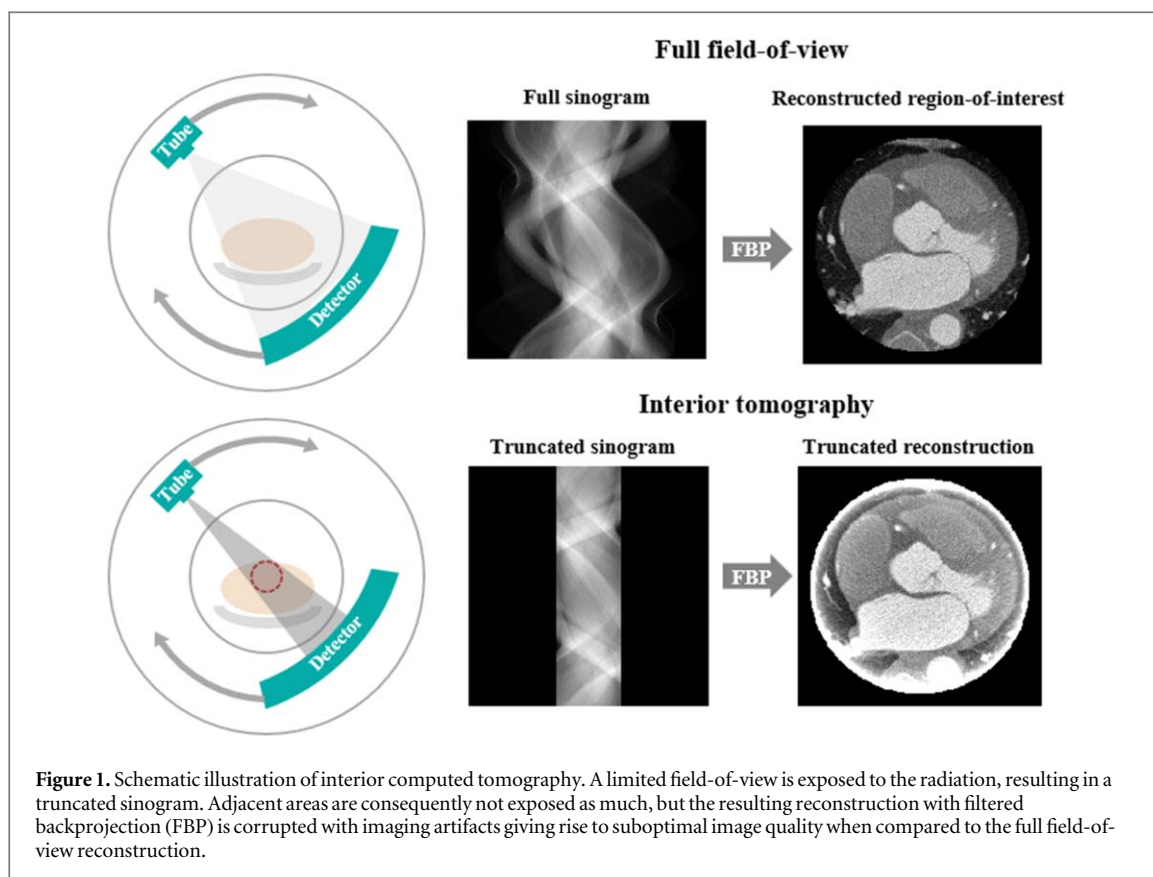 Full field-of-view
Full sinogram
Reconstructed region-of-interest
Tube
Detector
FBP
Interior tomography
Truncated sinogram
Truncated reconstruction
Tube
Detector
FBP
Figure 1. Schematic illustration of interior computed tomography. A limited field-of-view is exposed to the radiation, resulting in a
truncated sinogram. Adjacent areas are consequently not exposed as much, but the resulting reconstruction with filtered
backprojection (FBP) is corrupted with imaging artifacts giving rise to suboptimal image quality when compared to the full field-of-
view reconstruction.